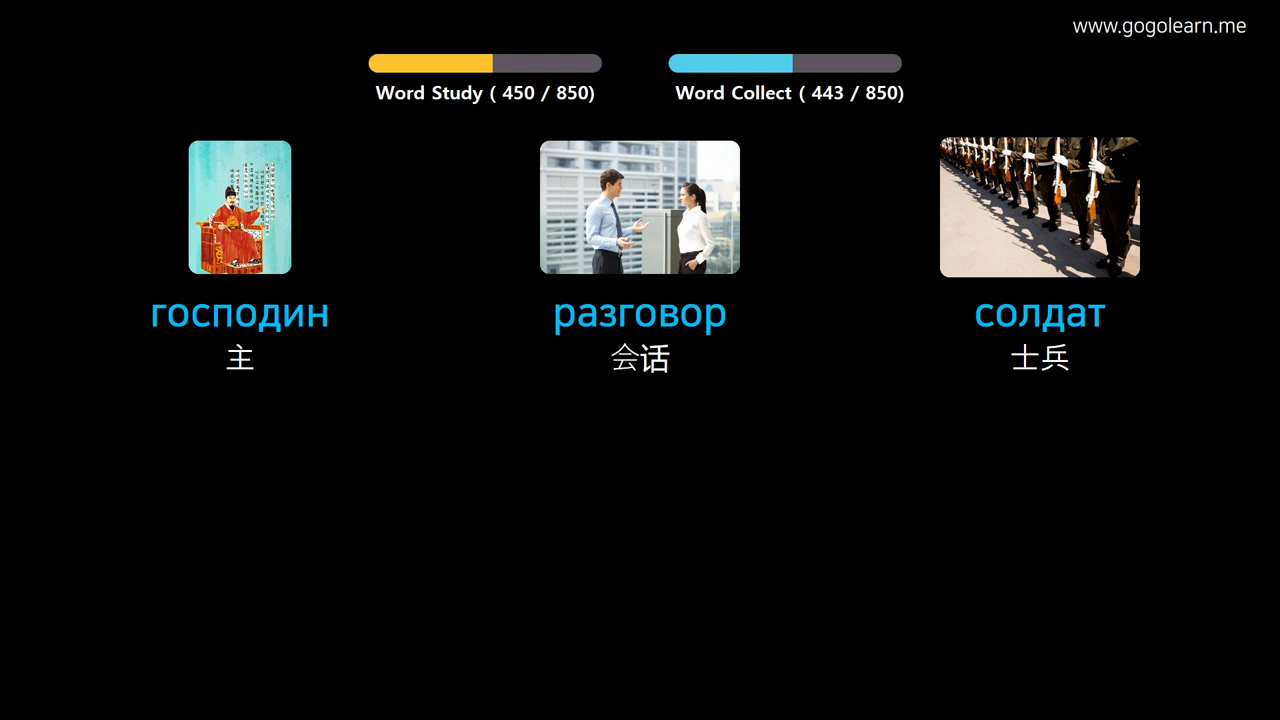 www.gogolearn.me
Word Study ( 450 / 850)
Word Collect ( 443 / 850)
господин
разговор
солдат
主
会话
士兵